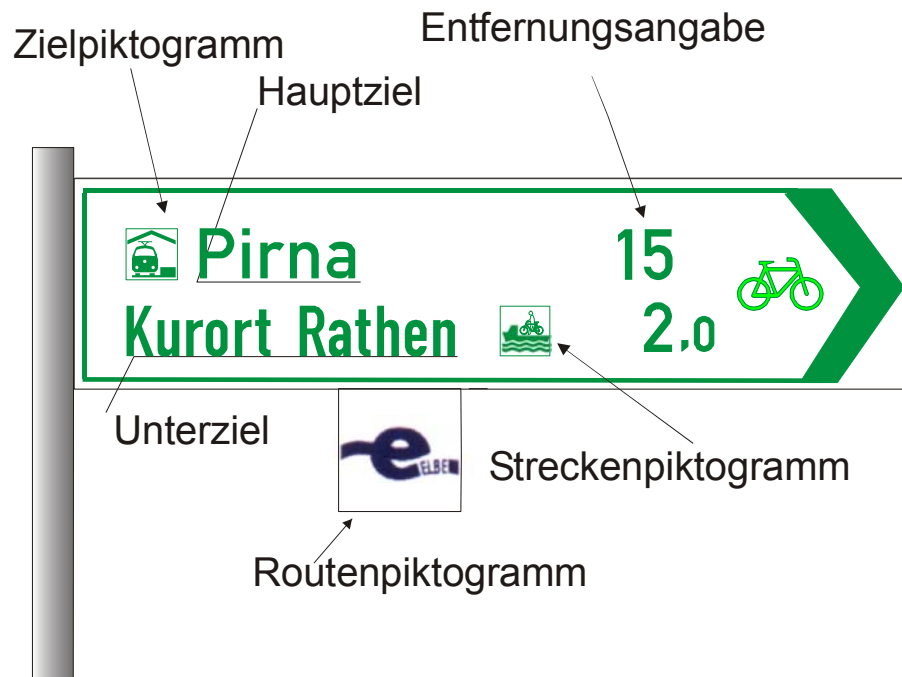 Entfernungsangabe
Zielpiktogramm
Hauptziel
Pirna 15
Kurort Rathen 2,0
Unterziel
ELBE
Streckenpiktogramm
Routenpiktogramm